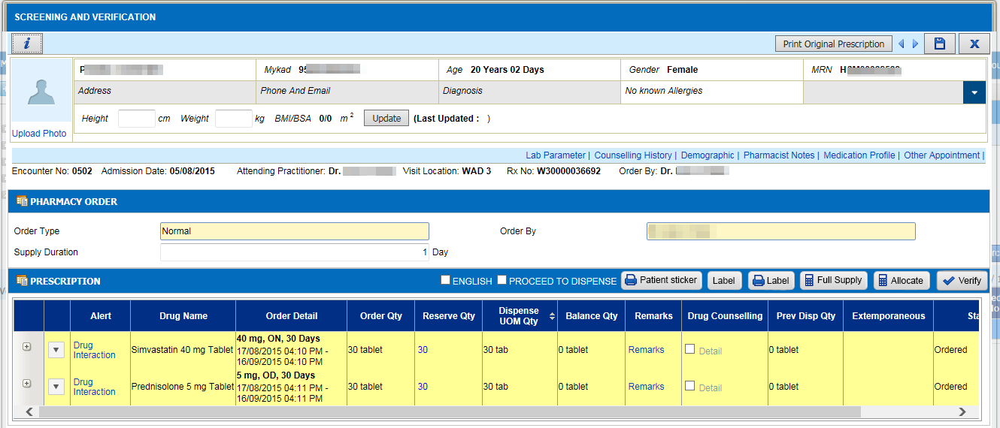 SCREENING AND VERIFICATION
i Print Original Prescription X
P Mykad 95 Age 20 Years 02 Days Gender Female MRN
Address Phone And Email Diagnosis No known Allergies
Height cm Weight kg BMI/BSA 0/0 m 2 Update (Last Updated : )
Upload Photo
Lab Parameter | Counselling History | Demographic | Pharmacist Notes | Medication Profile | Other Appointment |
Encounter No: 0502 Admission Date: 05/08/2015 Attending Practitioner: Dr. Visit Location: WAD 3 Rx No: W30000036692 Order By: Dr.
PHARMACY ORDER
Order Type Normal Order By
Supply Duration 1 Day
PRESCRIPTION ENGLISH PROCEED TO DISPENSE Patient sticker Label Label Full Supply Allocate Verify
Alert Drug Name Order Detail Order Qty Reserve Qty Dispense UOM Qty Balance Qty Remarks Drug Counselling Prev Disp Qty Extemporaneous Sta
Drug Interaction Simvastatin 40 mg Tablet 40 mg, ON, 30 Days 17/08/2015 04:10 PM - 16/09/2015 04:10 PM 30 tablet 30 30 tab 0 tablet Remarks Detail 0 tablet Ordered
Drug Interaction Prednisolone 5 mg Tablet 5 mg, OD, 30 Days 17/08/2015 04:11 PM - 16/09/2015 04:11 PM 30 tablet 30 30 tab 0 tablet Remarks Detail 0 tablet Ordered